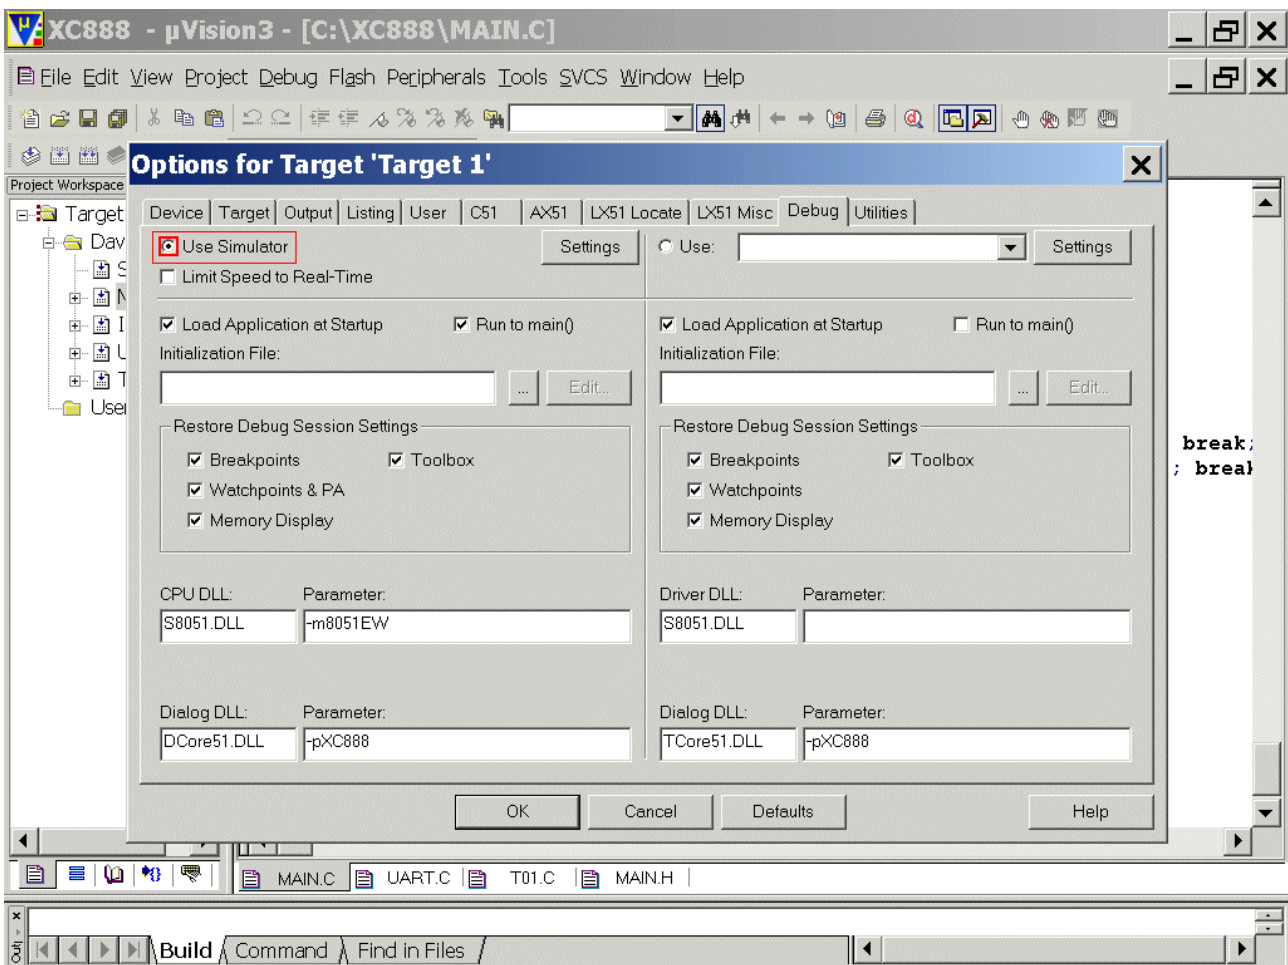 XC888 - µVision3 - [C:\XC888\MAIN.C]
File Edit View Project Debug Flash Peripherals Tools SVCS Window Help
Project Workspace
Options for Target 'Target 1'
Target
Device Target Output Listing User C51 AX51 LX51 Locate LX51 Misc Debug Utilities
Dav
Use Simulator Settings Use: Settings
Limit Speed to Real-Time
Load Application at Startup Run to main() Load Application at Startup Run to main()
Initialization File: Initialization File:
... Edit... ... Edit...
User
Restore Debug Session Settings Restore Debug Session Settings
break;
Breakpoints Toolbox Breakpoints Toolbox
; break
Watchpoints & PA Watchpoints
Memory Display Memory Display
CPU DLL: Parameter: Driver DLL: Parameter:
S8051.DLL -m8051EW S8051.DLL
Dialog DLL: Parameter: Dialog DLL: Parameter:
DCore51.DLL -pXC888 TCore51.DLL -pXC888
OK Cancel Defaults Help
MAIN.C UART.C T01.C MAIN.H
Build Command Find in Files